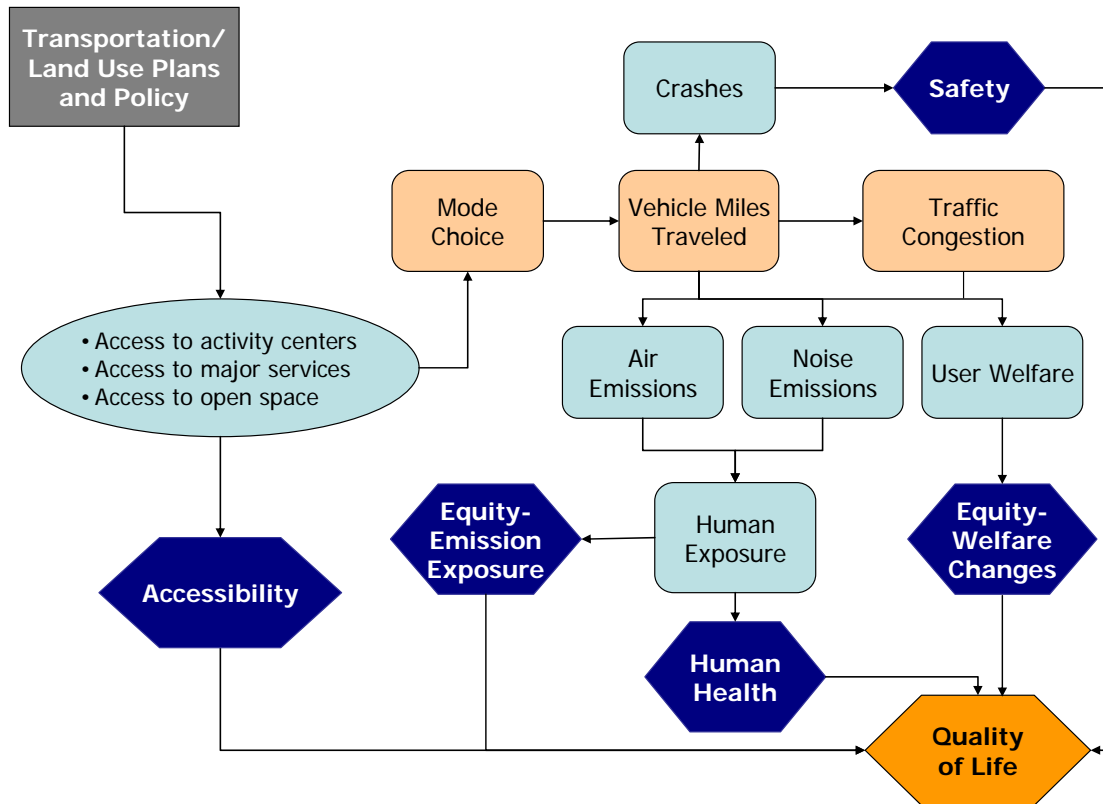 Transportation/
Land Use Plans
and Policy
Crashes
Safety
Mode
Choice
Vehicle Miles
Traveled
Traffic
Congestion
• Access to activity centers
• Access to major services
• Access to open space
Air
Emissions
Noise
Emissions
User Welfare
Equity-
Emission
Exposure
Human
Exposure
Equity-
Welfare
Changes
Accessibility
Human
Health
Quality
of Life